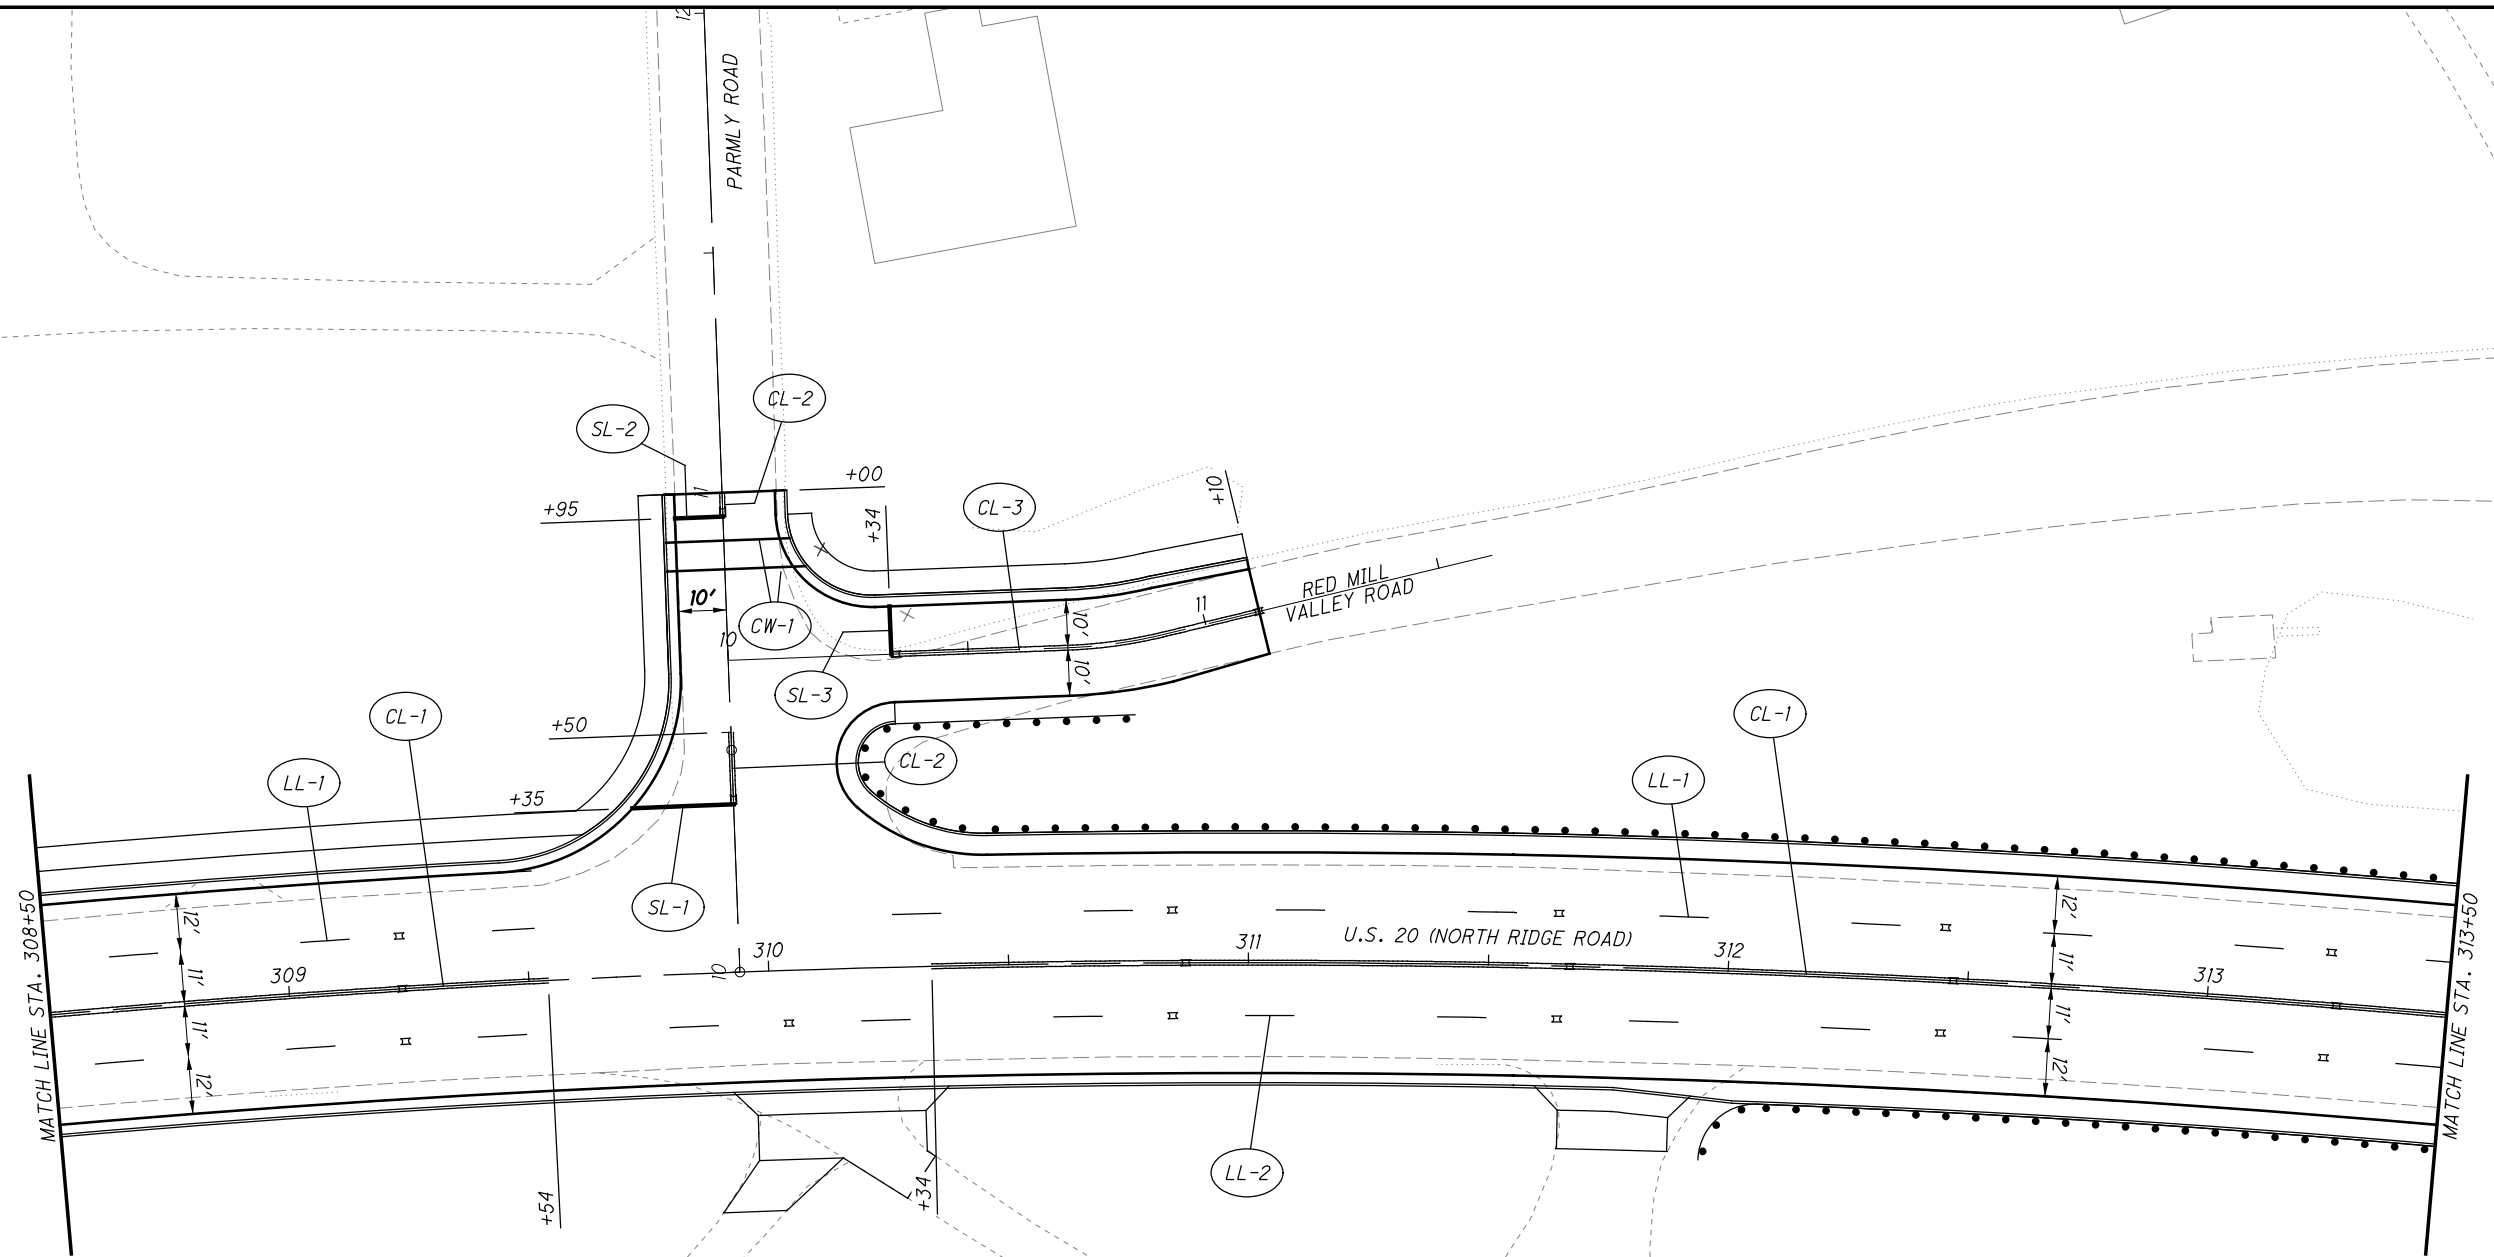 12
PARMLY ROAD
CL-2
SL-2
+00
11
+95
CL-3
+34
+10
RED MILL
VALLEY ROAD
11
10'
CW-1
10
10'
10'
SL-3
CL-1
+50
CL-2
CL-1
LL-1
LL-1
+35
SL-1
MATCH LINE STA. 308+50
12'
11'
11'
12'
309
10
310
311
U.S. 20 (NORTH RIDGE ROAD)
312
313
12'
11'
11'
12'
MATCH LINE STA. 313+50
LL-2
+54
+34